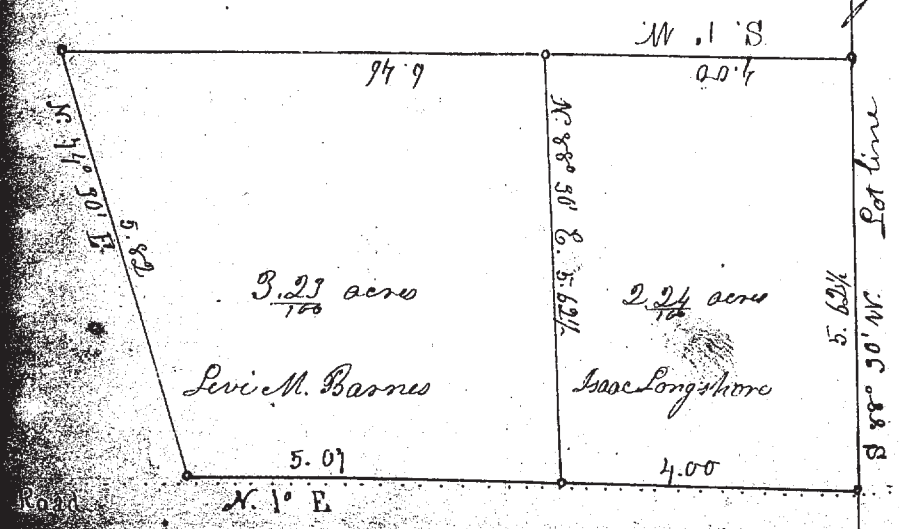 S. 1° W.
6.46
4.00
N. 74° 30' E
5.82
N. 88° 30' E. 5.62½
Lot line
S 88° 30' W
5. 62½
3.23/100 acres
2.24/100 acres
Levi M. Barnes
Isaac Longshore
5.07
4.00
N. 1° E
Road